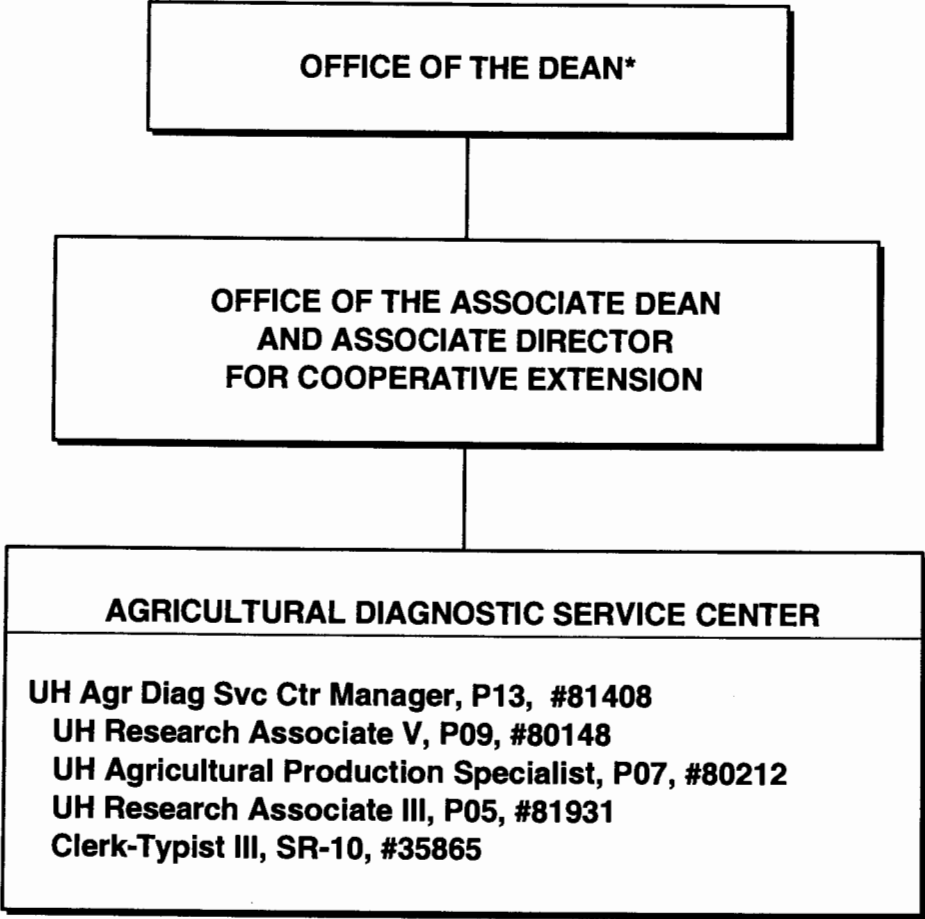 OFFICE OF THE DEAN*
OFFICE OF THE ASSOCIATE DEAN
AND ASSOCIATE DIRECTOR
FOR COOPERATIVE EXTENSION
AGRICULTURAL DIAGNOSTIC SERVICE CENTER
UH Agr Diag Svc Ctr Manager, P13, #81408
UH Research Associate V, P09, #80148
UH Agricultural Production Specialist, P07, #80212
UH Research Associate III, P05, #81931
Clerk-Typist III, SR-10, #35865